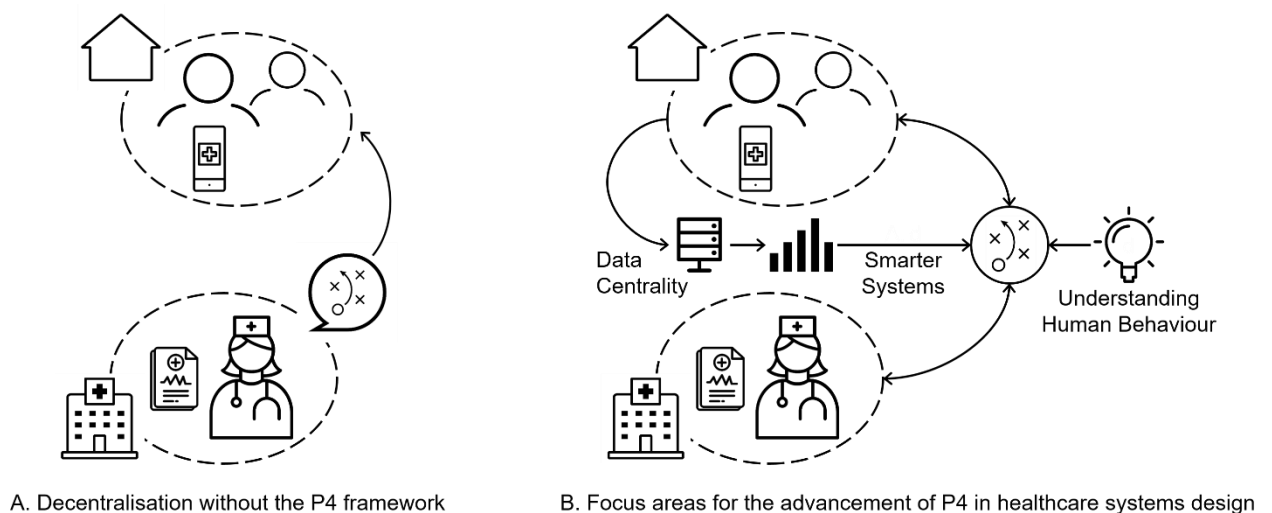 Data
Centrality
Smarter
Systems
Understanding
Human Behaviour
A. Decentralisation without the P4 framework
B. Focus areas for the advancement of P4 in healthcare systems design